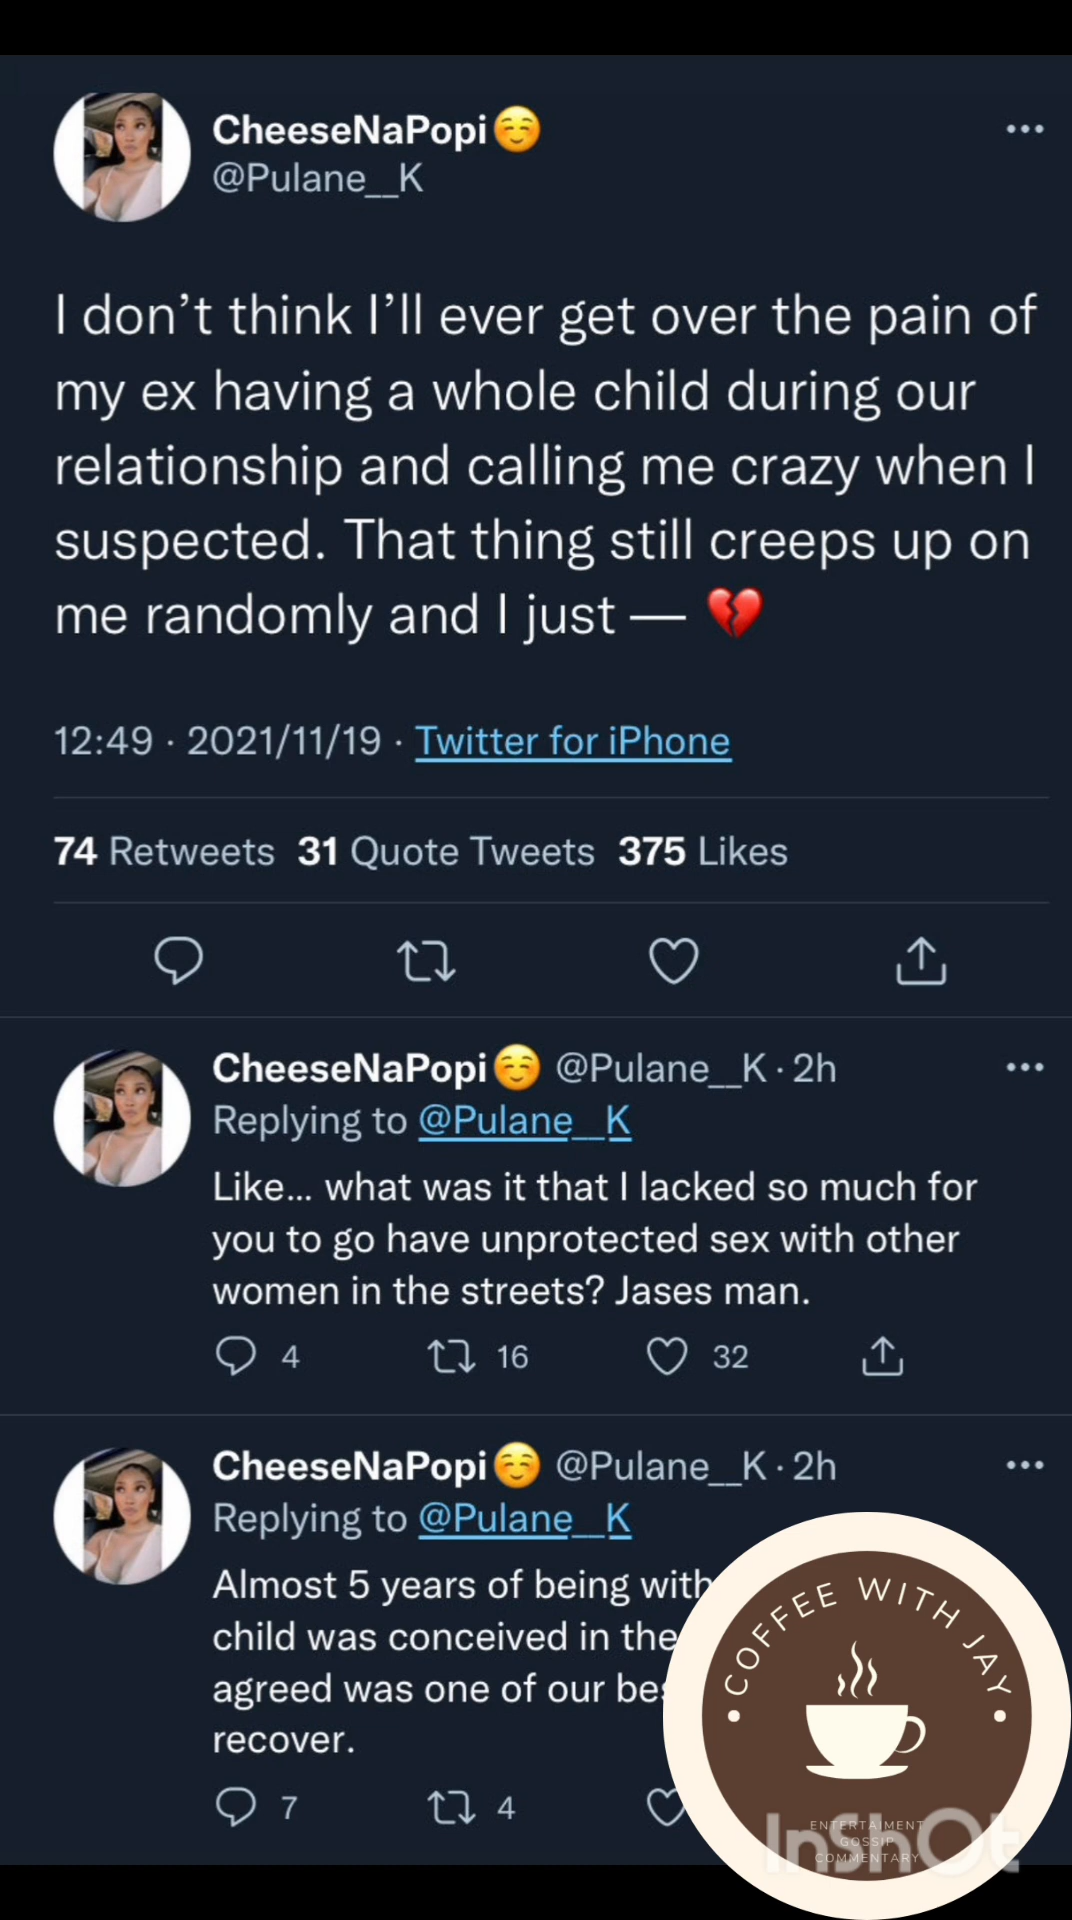 CheeseNaPopi☺️
@Pulane__K
I don’t think I’ll ever get over the pain of
my ex having a whole child during our
relationship and calling me crazy when I
suspected. That thing still creeps up on
me randomly and I just — 💔
12:49 · 2021/11/19 · Twitter for iPhone
74 Retweets 31 Quote Tweets 375 Likes
CheeseNaPopi☺️ @Pulane__K · 2h
Replying to @Pulane__K
Like... what was it that I lacked so much for
you to go have unprotected sex with other
women in the streets? Jases man.
4 16 32
CheeseNaPopi☺️ @Pulane__K · 2h
Replying to @Pulane__K
Almost 5 years of being with
child was conceived in the
agreed was one of our
recover.
7 4
COFFEE WITH JAY
ENTERTAIMENT
GOSSIP
COMMENTARY
InShOt